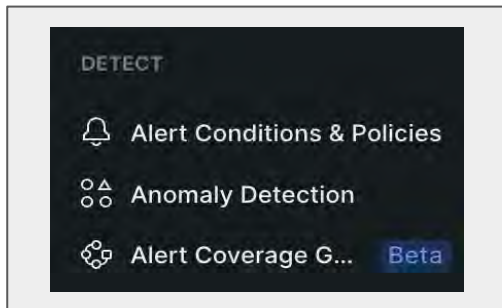 DETECT
Alert Conditions & Policies
Anomaly Detection
Alert Coverage G... Beta